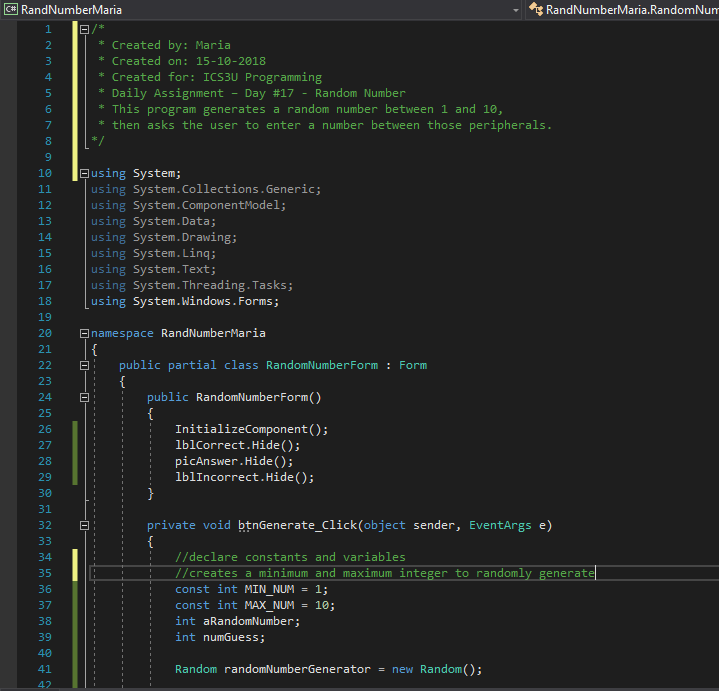 C# RandNumberMaria RandNumberMaria.RandomNum
1 /*
2 * Created by: Maria
3 * Created on: 15-10-2018
4 * Created for: ICS3U Programming
5 * Daily Assignment – Day #17 - Random Number
6 * This program generates a random number between 1 and 10,
7 * then asks the user to enter a number between those peripherals.
8 */
9
10 using System;
11 using System.Collections.Generic;
12 using System.ComponentModel;
13 using System.Data;
14 using System.Drawing;
15 using System.Linq;
16 using System.Text;
17 using System.Threading.Tasks;
18 using System.Windows.Forms;
19
20 namespace RandNumberMaria
21 {
22 public partial class RandomNumberForm : Form
23 {
24 public RandomNumberForm()
25 {
26 InitializeComponent();
27 lblCorrect.Hide();
28 picAnswer.Hide();
29 lblIncorrect.Hide();
30 }
31
32 private void btnGenerate_Click(object sender, EventArgs e)
33 {
34 //declare constants and variables
35 //creates a minimum and maximum integer to randomly generate
36 const int MIN_NUM = 1;
37 const int MAX_NUM = 10;
38 int aRandomNumber;
39 int numGuess;
40
41 Random randomNumberGenerator = new Random();
42